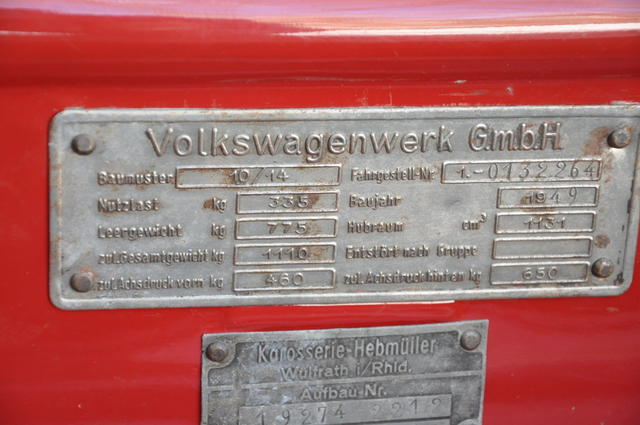 Volkswagenwerk G.m.b.H.
Baumuster 10/14 Fahrgestell-Nr. 1.-0132264
Nutzlast kg 335 Baujahr 1949
Leergewicht kg 775 Hubraum cm³ 1131
zul.Gesamtgewicht kg 1110 Entstört nach Gruppe
zul.Achsdruck vorn kg 460 zul.Achsdruck hinten kg 650
Karosserie-Hebmüller
Wülfrath i/Rhld.
Aufbau-Nr.
19274 2212